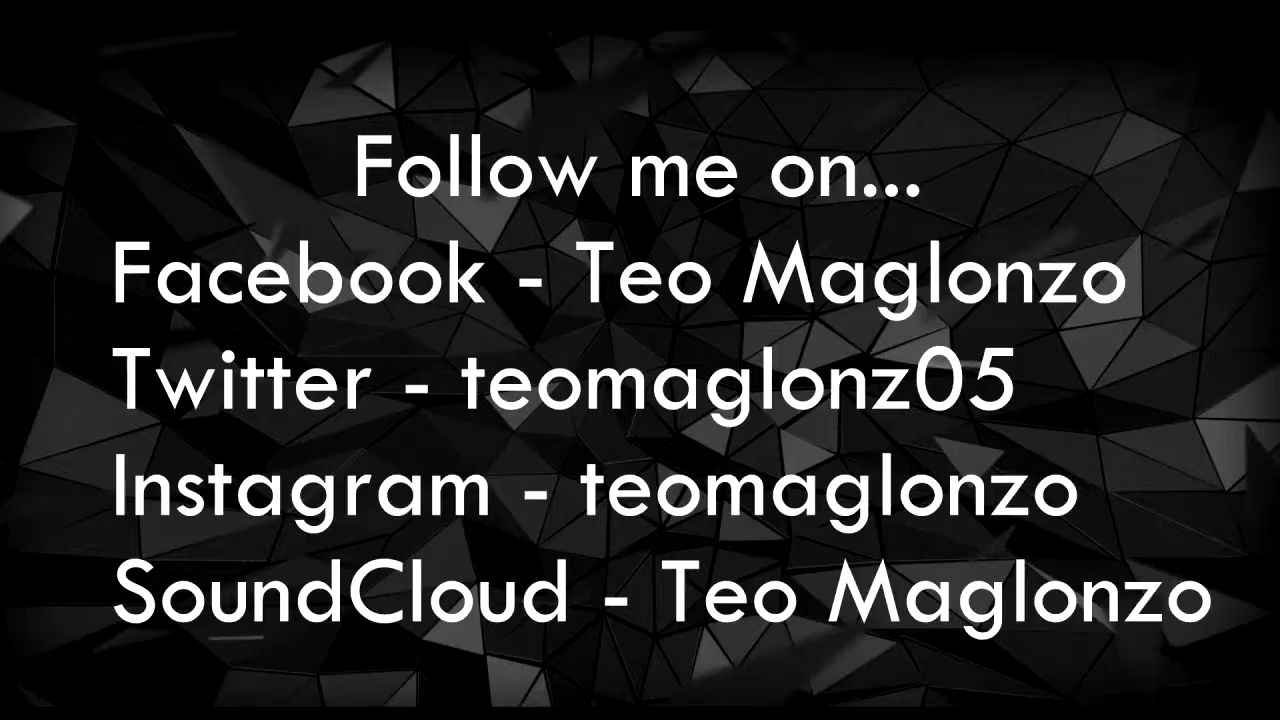 Follow me on...
Facebook - Teo Maglonzo
Twitter - teomaglonz05
Instagram - teomaglonzo
SoundCloud - Teo Maglonzo